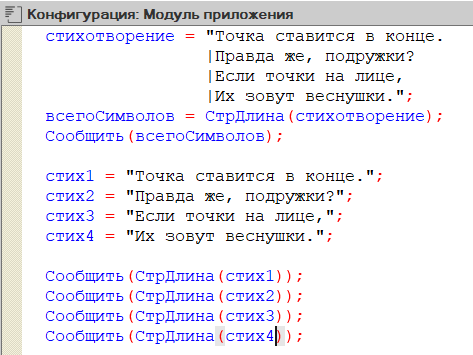 Конфигурация: Модуль приложения
стихотворение = "Точка ставится в конце.
|Правда же, подружки?
|Если точки на лице,
|Их зовут веснушки.";
всегоСимволов = СтрДлина(стихотворение);
Сообщить(всегоСимволов);
стих1 = "Точка ставится в конце.";
стих2 = "Правда же, подружки?";
стих3 = "Если точки на лице,";
стих4 = "Их зовут веснушки.";
Сообщить(СтрДлина(стих1));
Сообщить(СтрДлина(стих2));
Сообщить(СтрДлина(стих3));
Сообщить(СтрДлина(стих4));